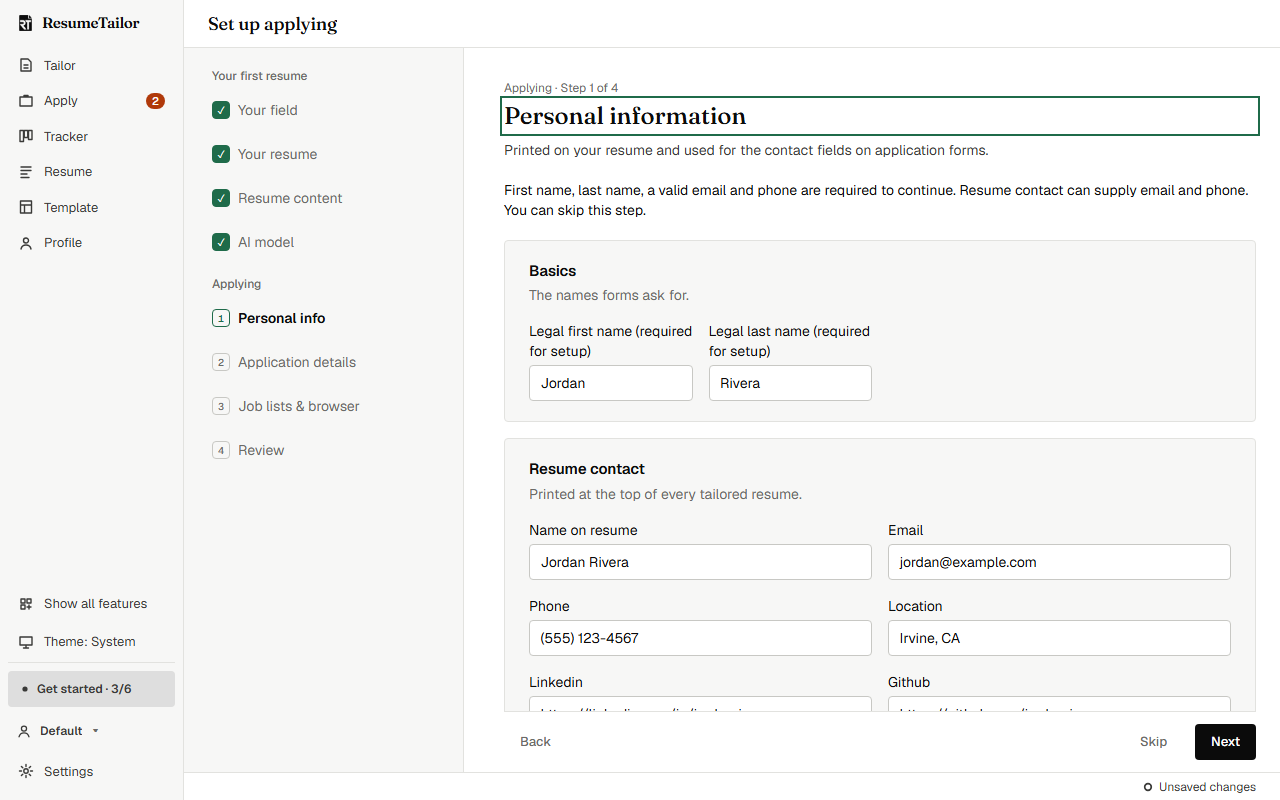 ResumeTailor
Tailor
Apply
2
Tracker
Resume
Template
Profile
Show all features
Theme: System
Get started · 3/6
Default
Settings
Set up applying
Your first resume
Your field
Your resume
Resume content
AI model
Applying
1 Personal info
2 Application details
3 Job lists & browser
4 Review
Applying · Step 1 of 4
Personal information
Printed on your resume and used for the contact fields on application forms.
First name, last name, a valid email and phone are required to continue. Resume contact can supply email and phone.
You can skip this step.
Basics
The names forms ask for.
Legal first name (required
for setup)
Legal last name (required
for setup)
Jordan
Rivera
Resume contact
Printed at the top of every tailored resume.
Name on resume
Email
Jordan Rivera
jordan@example.com
Phone
Location
(555) 123-4567
Irvine, CA
Linkedin
Github
Back
Skip
Next
Unsaved changes